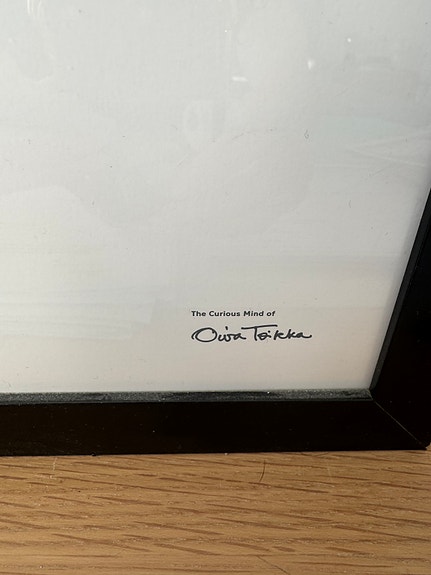 The Curious Mind of
Oiva Toikka